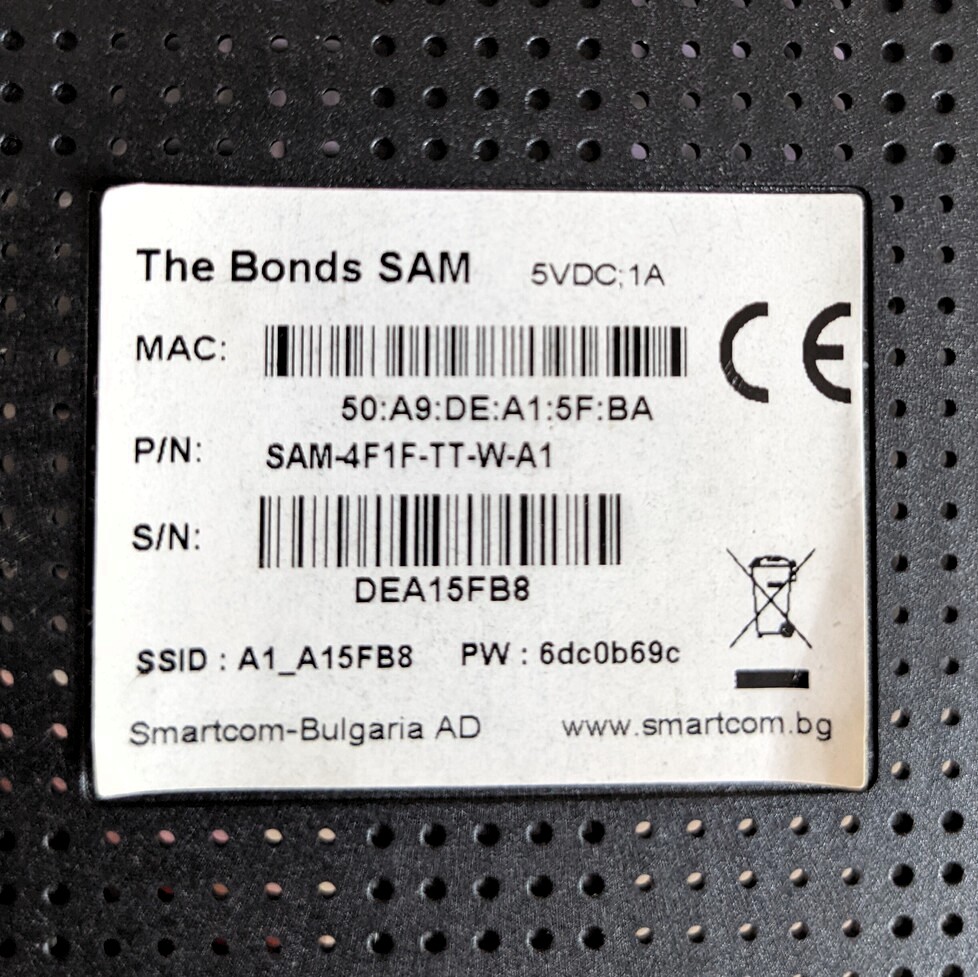 The Bonds SAM 5VDC;1A
MAC:
50:A9:DE:A1:5F:BA
P/N: SAM-4F1F-TT-W-A1
S/N:
DEA15FB8
SSID : A1_A15FB8 PW : 6dc0b69c
Smartcom-Bulgaria AD www.smartcom.bg